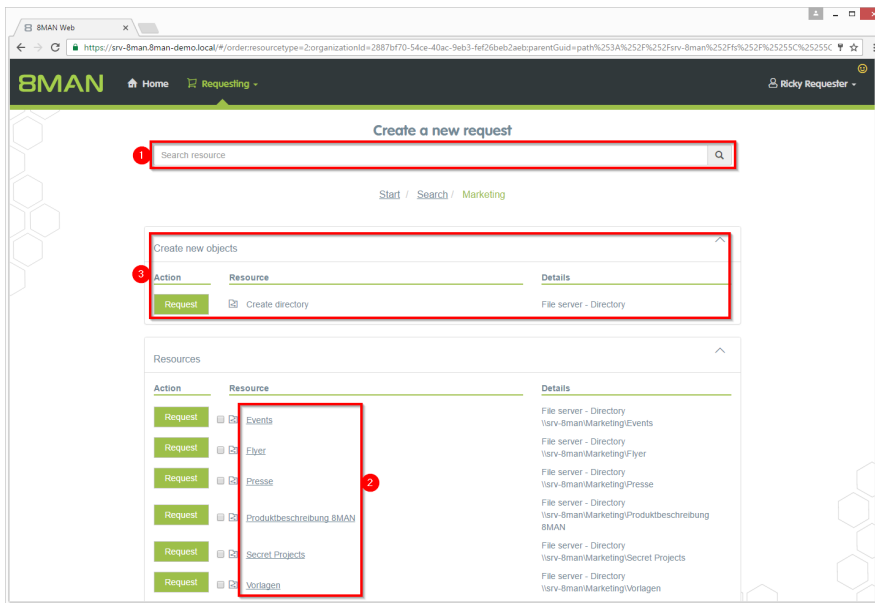 8MAN Web
https://srv-8man.8man-demo.local/#/order:resourcetype=2;organizationId=2887bf70-54ce-40ac-9eb3-fef26beb2aeb;parentGuid=path%253A%252F%252Fsrv-8man%252Ffs%252F%255C%25255C
8MAN Home Requesting Ricky Requester
Create a new request
1 Search resource
Start / Search / Marketing
Create new objects
3 Action Resource Details
Request Create directory File server - Directory
Resources
Action Resource Details
Request Events File server - Directory
\\srv-8man\Marketing\Events
Request Flyer File server - Directory
\\srv-8man\Marketing\Flyer
Request Presse File server - Directory
\\srv-8man\Marketing\Presse
2
Request Produktbeschreibung 8MAN File server - Directory
\\srv-8man\Marketing\Produktbeschreibung
8MAN
Request Secret Projects File server - Directory
\\srv-8man\Marketing\Secret Projects
Request Vorlagen File server - Directory
\\srv-8man\Marketing\Vorlagen